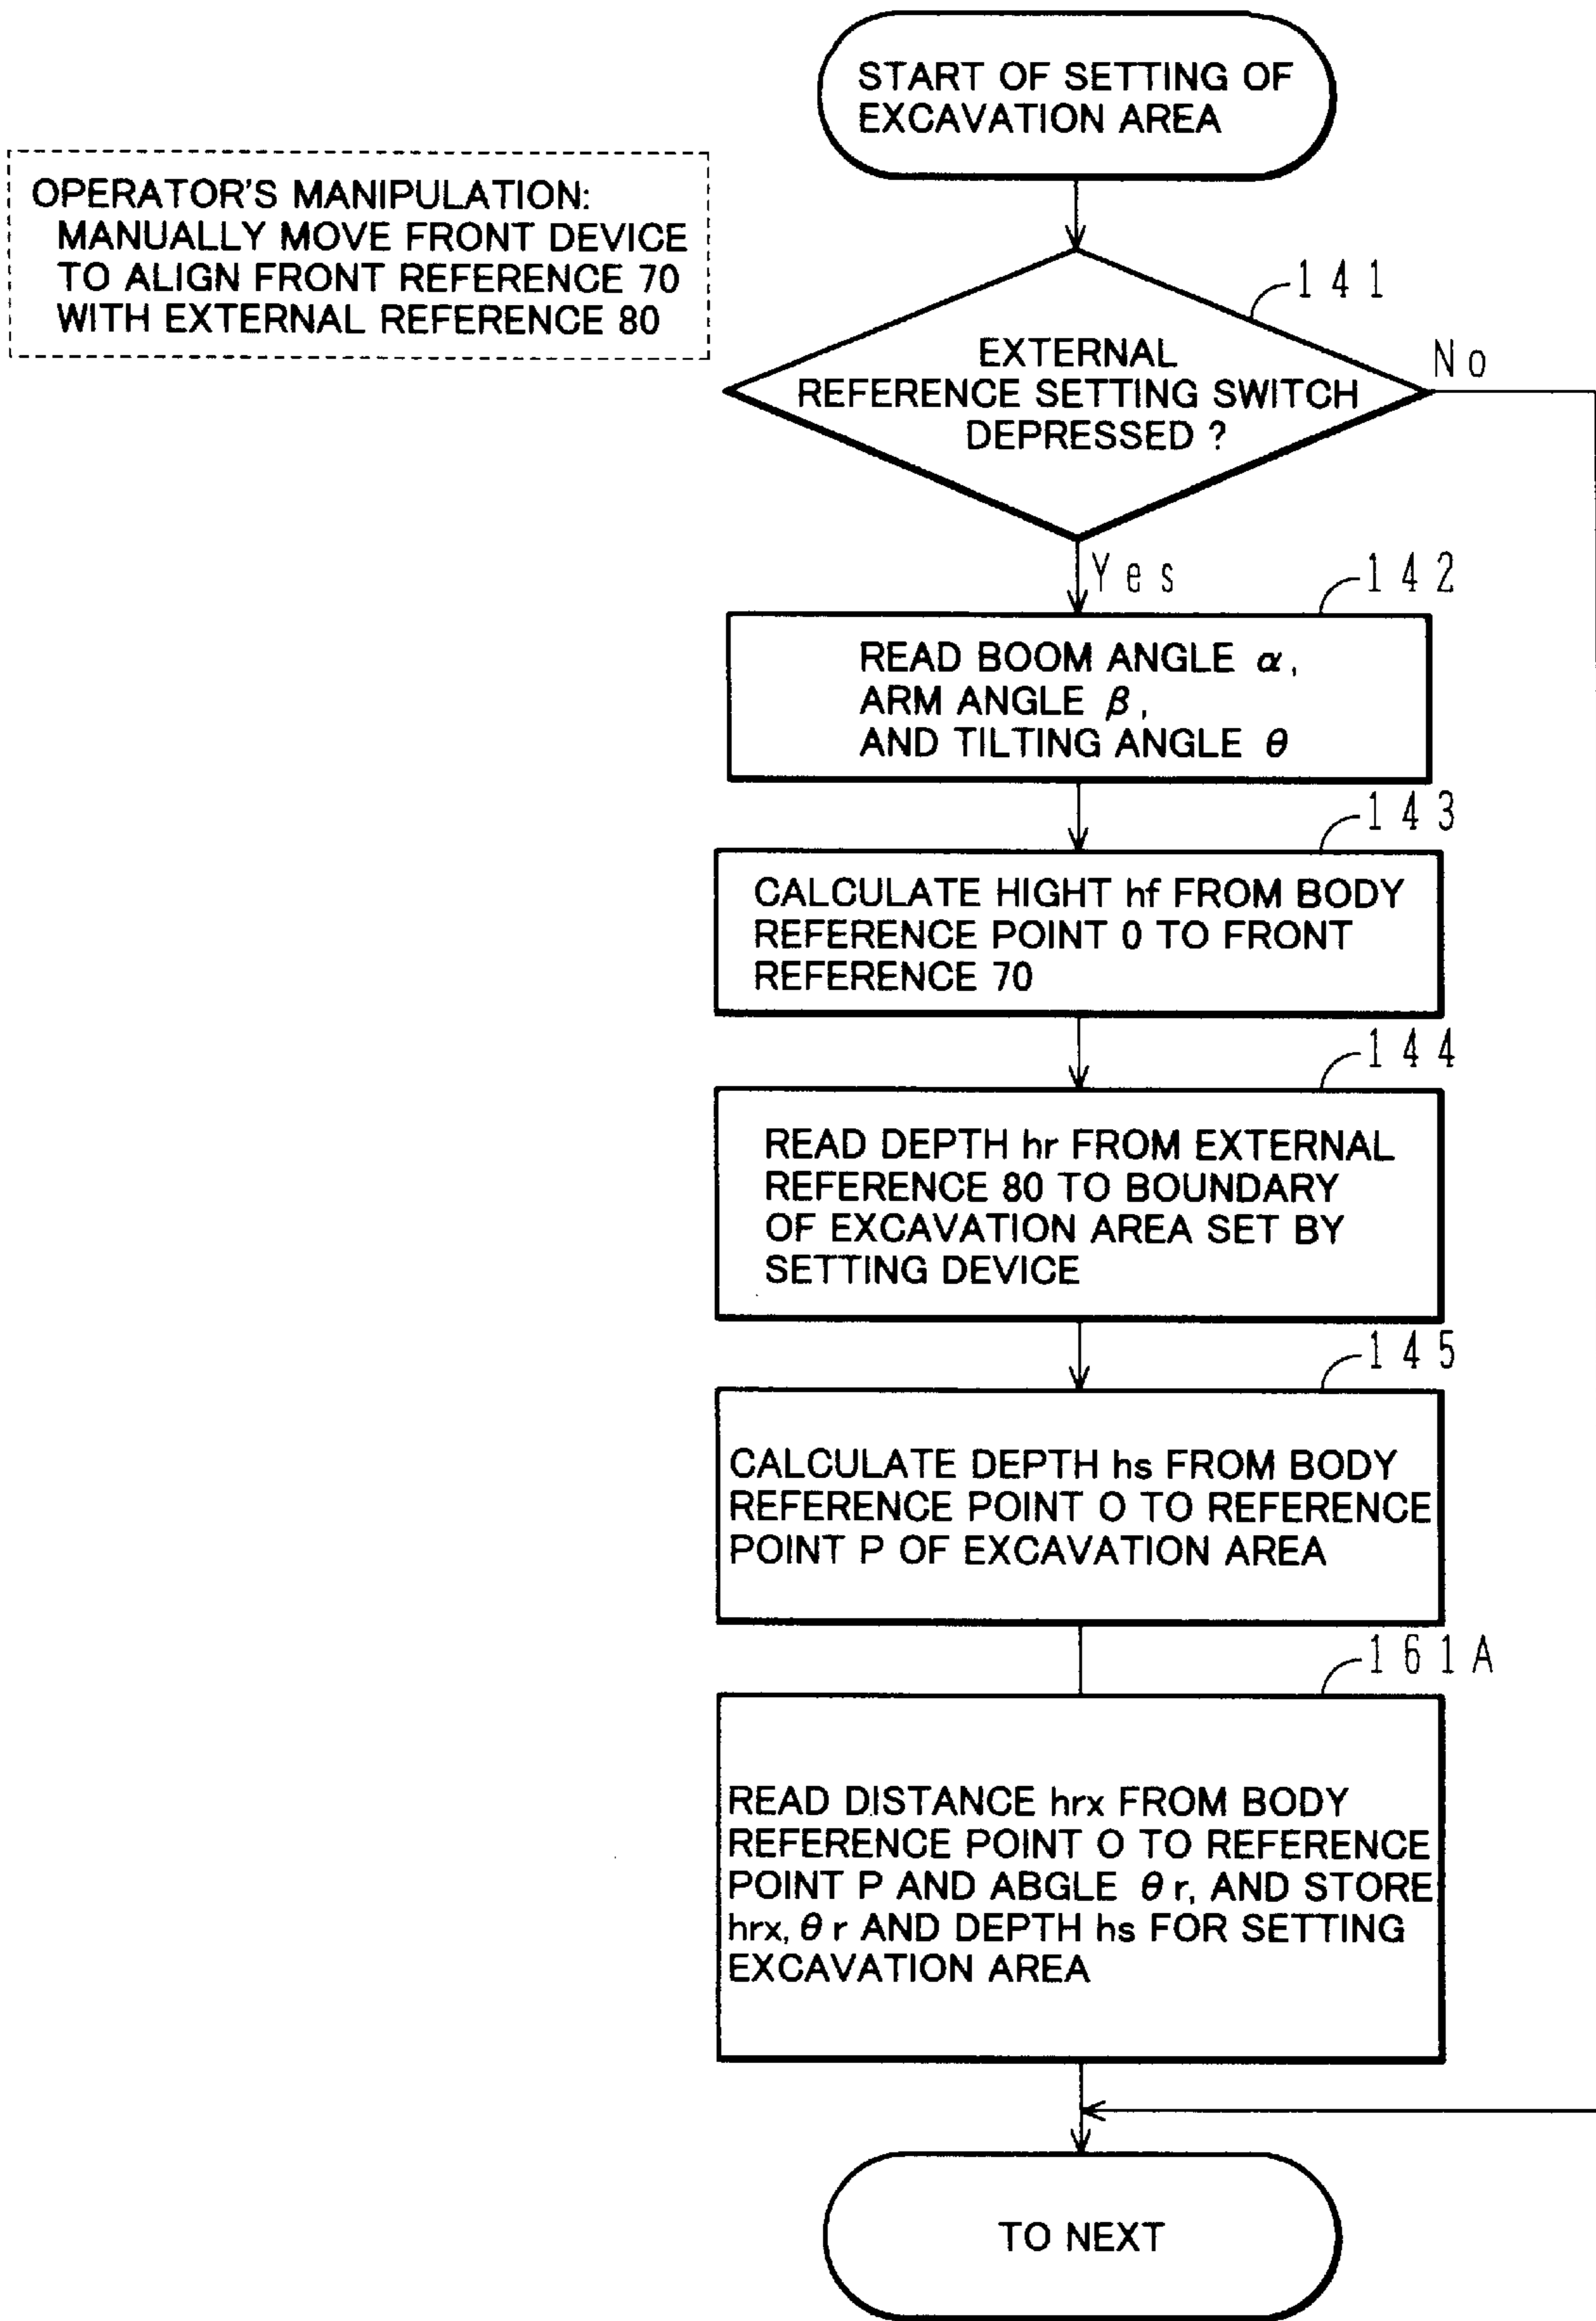 START OF SETTING OF
EXCAVATION AREA
OPERATOR'S MANIPULATION:
MANUALLY MOVE FRONT DEVICE
TO ALIGN FRONT REFERENCE 70
WITH EXTERNAL REFERENCE 80
141
EXTERNAL
REFERENCE SETTING SWITCH
DEPRESSED ?
No
Yes
142
READ BOOM ANGLE α,
ARM ANGLE β,
AND TILTING ANGLE θ
143
CALCULATE HIGHT hf FROM BODY
REFERENCE POINT 0 TO FRONT
REFERENCE 70
144
READ DEPTH hr FROM EXTERNAL
REFERENCE 80 TO BOUNDARY
OF EXCAVATION AREA SET BY
SETTING DEVICE
145
CALCULATE DEPTH hs FROM BODY
REFERENCE POINT O TO REFERENCE
POINT P OF EXCAVATION AREA
161A
READ DISTANCE hrx FROM BODY
REFERENCE POINT O TO REFERENCE
POINT P AND ABGLE θr, AND STORE
hrx, θr AND DEPTH hs FOR SETTING
EXCAVATION AREA
TO NEXT